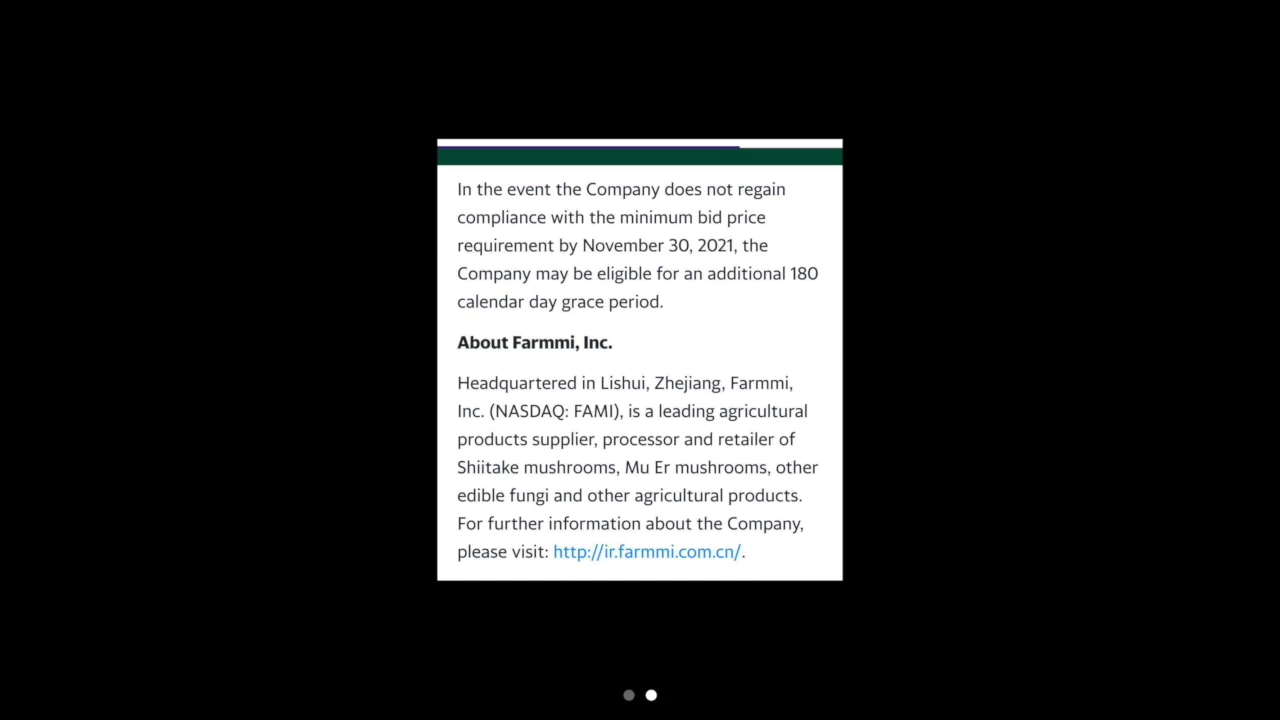 In the event the Company does not regain
compliance with the minimum bid price
requirement by November 30, 2021, the
Company may be eligible for an additional 180
calendar day grace period.
About Farmmi, Inc.
Headquartered in Lishui, Zhejiang, Farmmi,
Inc. (NASDAQ: FAMI), is a leading agricultural
products supplier, processor and retailer of
Shiitake mushrooms, Mu Er mushrooms, other
edible fungi and other agricultural products.
For further information about the Company,
please visit: http://ir.farmmi.com.cn/.